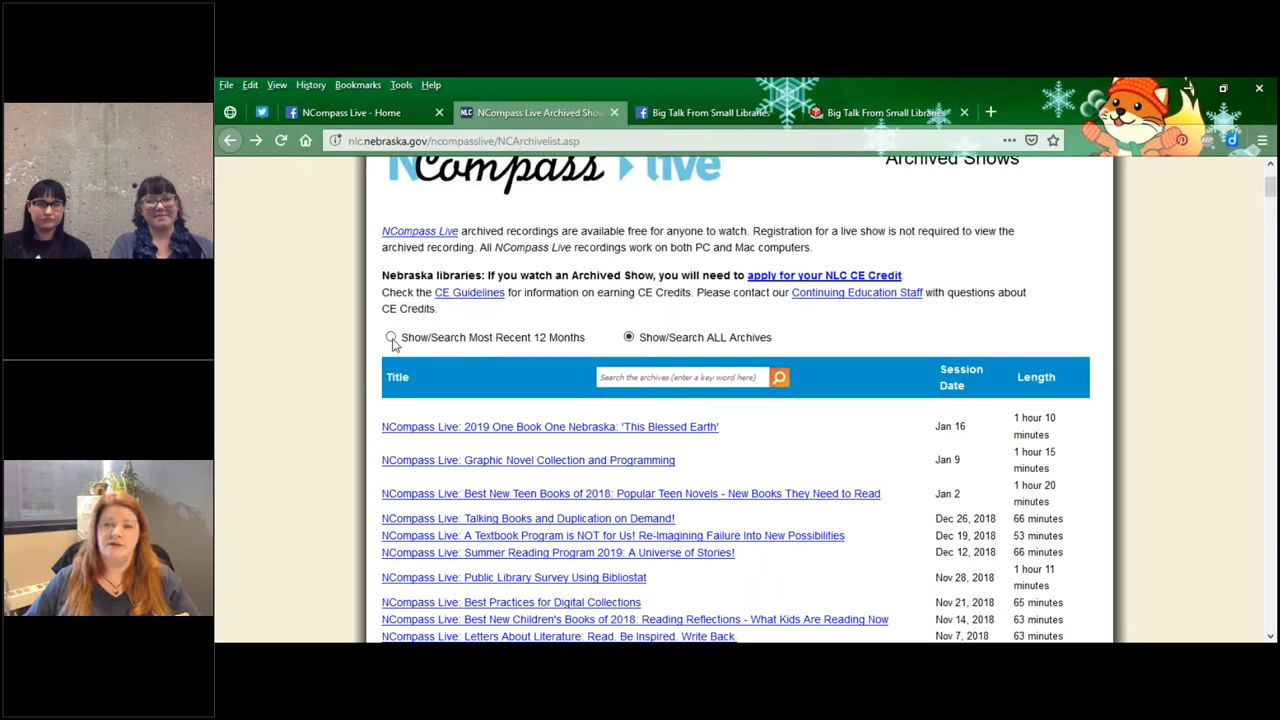 File Edit View History Bookmarks Tools Help
NCompass Live - Home
NLC NCompass Live Archived Show
Big Talk From Small Libraries
Big Talk From Small Libraries
nlc.nebraska.gov/ncompasslive/NCArchivelist.asp
NCompass live
Archived Shows
NCompass Live archived recordings are available free for anyone to watch. Registration for a live show is not required to view the
archived recording. All NCompass Live recordings work on both PC and Mac computers.
Nebraska libraries: If you watch an Archived Show, you will need to apply for your NLC CE Credit.
Check the CE Guidelines for information on earning CE Credits. Please contact our Continuing Education Staff with questions about
CE Credits.
Show/Search Most Recent 12 Months Show/Search ALL Archives
Title Search the archives (enter a key word here) Session Date Length
NCompass Live: 2019 One Book One Nebraska: 'This Blessed Earth' Jan 16 1 hour 10 minutes
NCompass Live: Graphic Novel Collection and Programming Jan 9 1 hour 15 minutes
NCompass Live: Best New Teen Books of 2018: Popular Teen Novels - New Books They Need to Read Jan 2 1 hour 20 minutes
NCompass Live: Talking Books and Duplication on Demand! Dec 26, 2018 66 minutes
NCompass Live: A Textbook Program is NOT for Us! Re-Imagining Failure Into New Possibilities Dec 19, 2018 53 minutes
NCompass Live: Summer Reading Program 2019: A Universe of Stories! Dec 12, 2018 66 minutes
NCompass Live: Public Library Survey Using Bibliostat Nov 28, 2018 1 hour 11 minutes
NCompass Live: Best Practices for Digital Collections Nov 21, 2018 65 minutes
NCompass Live: Best New Children's Books of 2018: Reading Reflections - What Kids Are Reading Now Nov 14, 2018 63 minutes
NCompass Live: Letters About Literature: Read. Be Inspired. Write Back. Nov 7, 2018 63 minutes